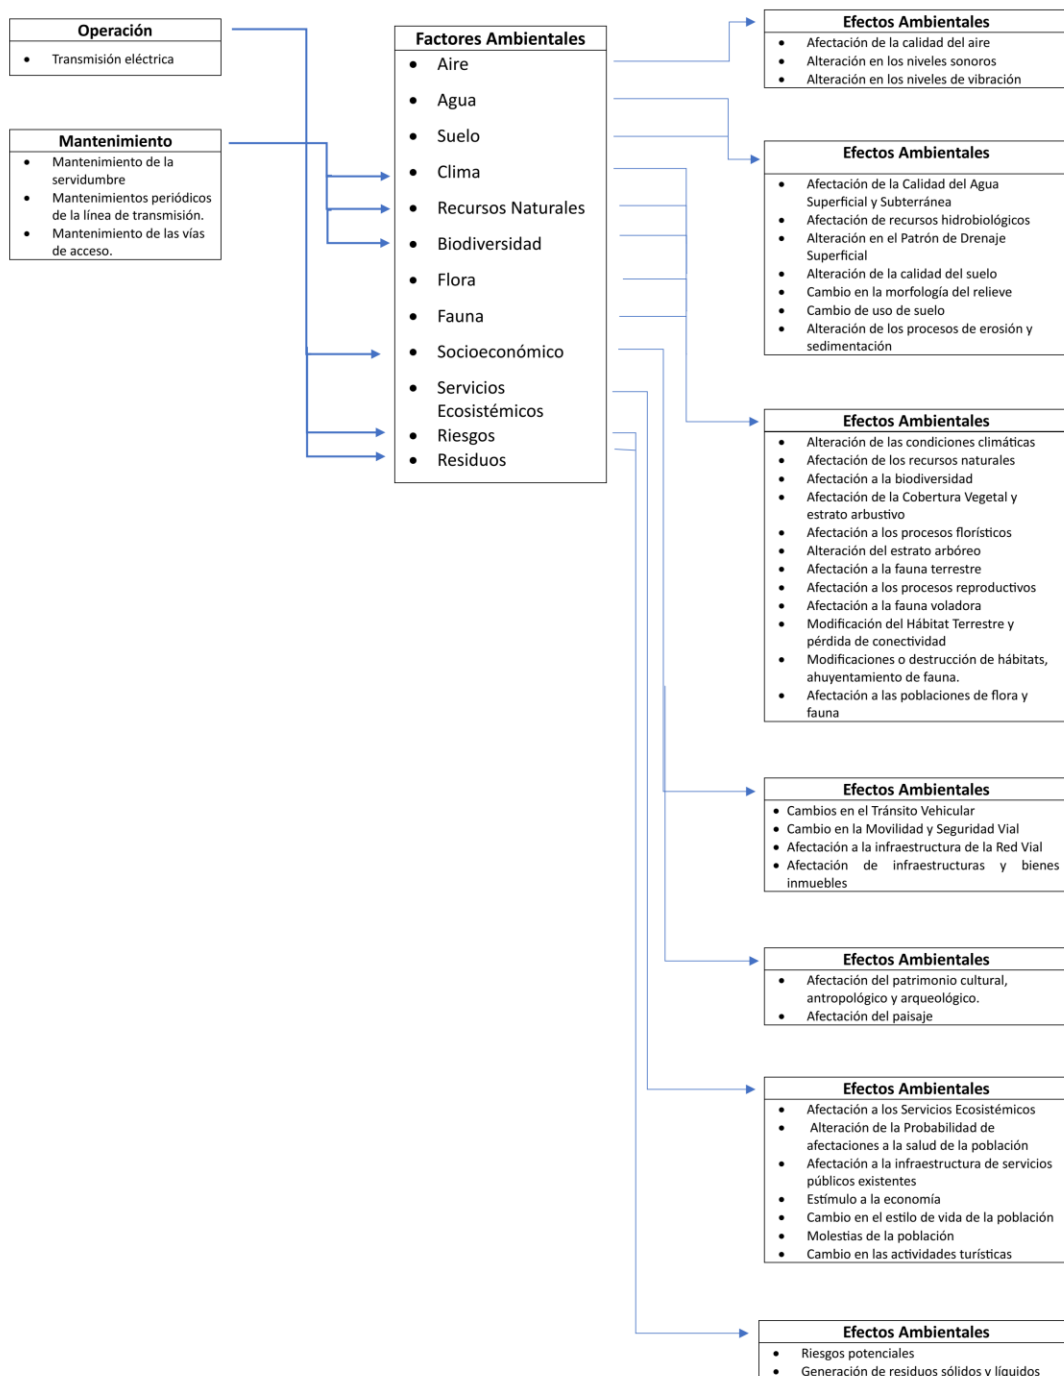 Operación
• Transmisión eléctrica
Mantenimiento
• Mantenimiento de la
servidumbre
• Mantenimientos periódicos
de la línea de transmisión.
• Mantenimiento de las vías
de acceso.
Factores Ambientales
• Aire
• Agua
• Suelo
• Clima
• Recursos Naturales
• Biodiversidad
• Flora
• Fauna
• Socioeconómico
• Servicios
Ecosistémicos
• Riesgos
• Residuos
Efectos Ambientales
• Afectación de la calidad del aire
• Alteración en los niveles sonoros
• Alteración en los niveles de vibración
Efectos Ambientales
• Afectación de la Calidad del Agua
Superficial y Subterránea
• Afectación de recursos hidrobiológicos
• Alteración en el Patrón de Drenaje
Superficial
• Alteración de la calidad del suelo
• Cambio en la morfología del relieve
• Cambio de uso de suelo
• Alteración de los procesos de erosión y
sedimentación
Efectos Ambientales
• Alteración de las condiciones climáticas
• Afectación de los recursos naturales
• Afectación a la biodiversidad
• Afectación de la Cobertura Vegetal y
estrato arbustivo
• Afectación a los procesos florísticos
• Alteración del estrato arbóreo
• Afectación a la fauna terrestre
• Afectación a los procesos reproductivos
• Afectación a la fauna voladora
• Modificación del Hábitat Terrestre y
pérdida de conectividad
• Modificaciones o destrucción de hábitats,
ahuyentamiento de fauna.
• Afectación a las poblaciones de flora y
fauna
Efectos Ambientales
• Cambios en el Tránsito Vehicular
• Cambio en la Movilidad y Seguridad Vial
• Afectación a la infraestructura de la Red Vial
• Afectación de infraestructuras y bienes
inmuebles
Efectos Ambientales
• Afectación del patrimonio cultural,
antropológico y arqueológico.
• Afectación del paisaje
Efectos Ambientales
• Afectación a los Servicios Ecosistémicos
• Alteración de la Probabilidad de
afectaciones a la salud de la población
• Afectación a la infraestructura de servicios
públicos existentes
• Estímulo a la economía
• Cambio en el estilo de vida de la población
• Molestias de la población
• Cambio en las actividades turísticas
Efectos Ambientales
• Riesgos potenciales
• Generación de residuos sólidos y líquidos